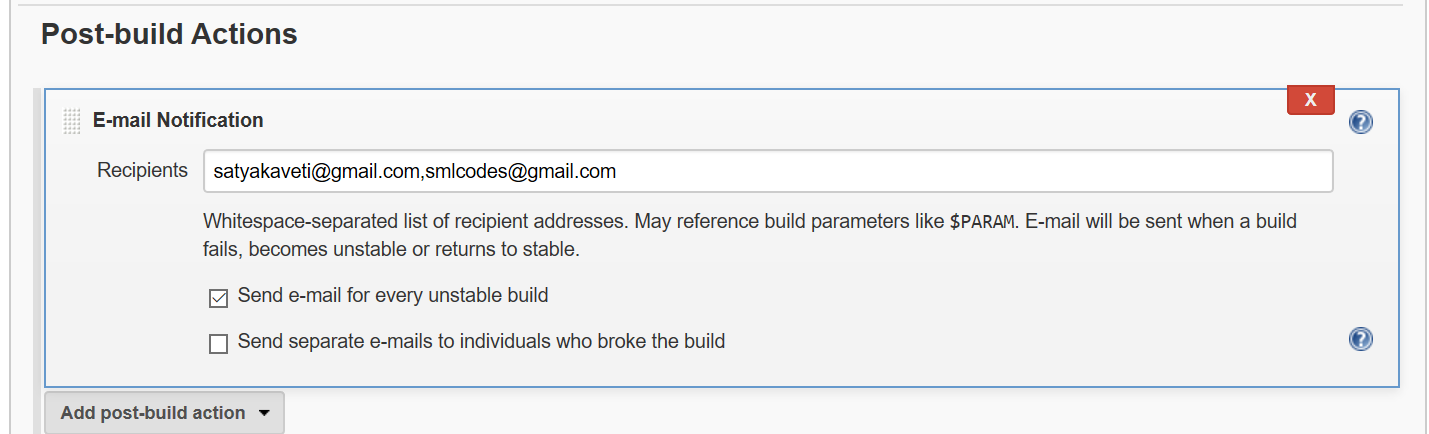 Post-build Actions
X
E-mail Notification
?
Recipients satyakaveti@gmail.com,smlcodes@gmail.com
Whitespace-separated list of recipient addresses. May reference build parameters like $PARAM. E-mail will be sent when a build
fails, becomes unstable or returns to stable.
Send e-mail for every unstable build
Send separate e-mails to individuals who broke the build
?
Add post-build action